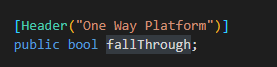 [Header("One Way Platform")]
public bool fallThrough;